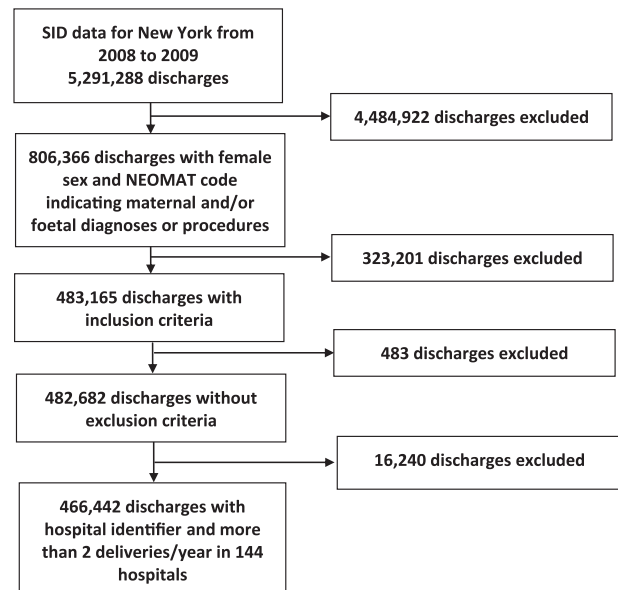 SID data for New York from
2008 to 2009
5,291,288 discharges
4,484,922 discharges excluded
806,366 discharges with female
sex and NEOMAT code
indicating maternal and/or
foetal diagnoses or procedures
323,201 discharges excluded
483,165 discharges with
inclusion criteria
483 discharges excluded
482,682 discharges without
exclusion criteria
16,240 discharges excluded
466,442 discharges with
hospital identifier and more
than 2 deliveries/year in 144
hospitals